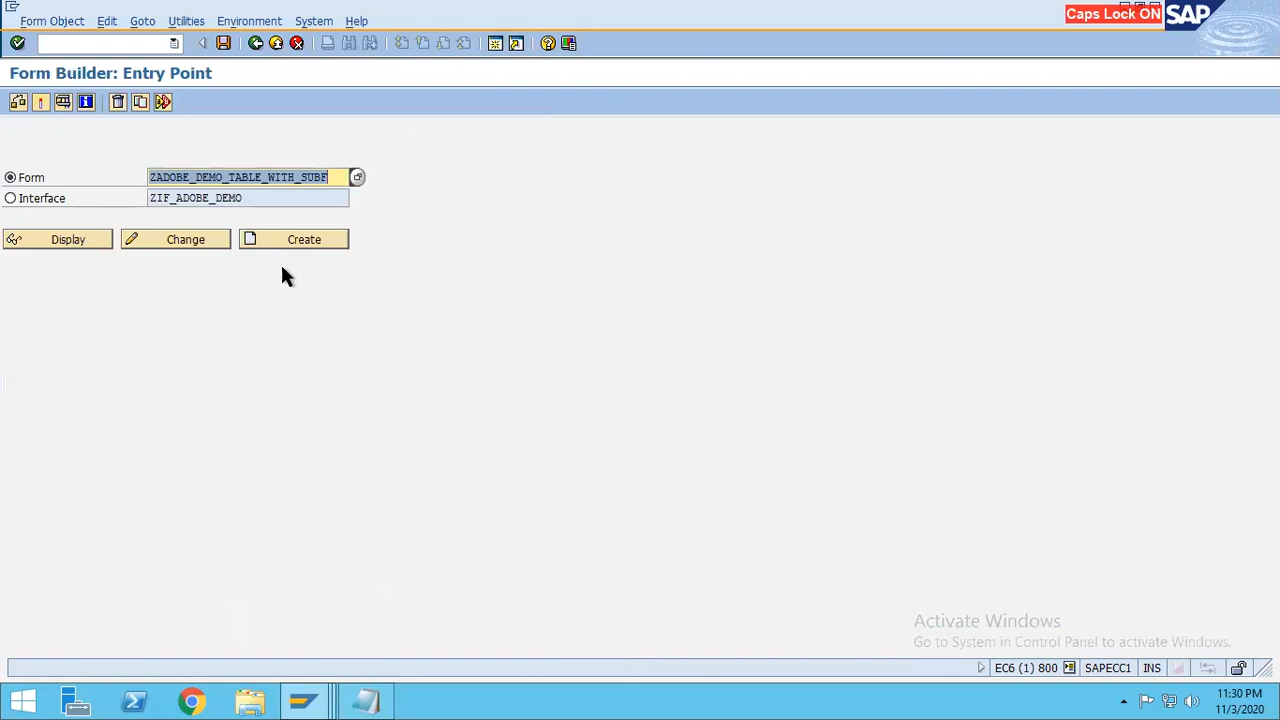 Caps Lock ON
SAP
Form Object Edit Goto Utilities Environment System Help
Form Builder: Entry Point
Form ZADOBE_DEMO_TABLE_WITH_SUBF
Interface ZIF_ADOBE_DEMO
Display Change Create
Activate Windows
Go to System in Control Panel to activate Windows.
EC6 (1) 800 SAPECC1 INS
11:30 PM
11/3/2020